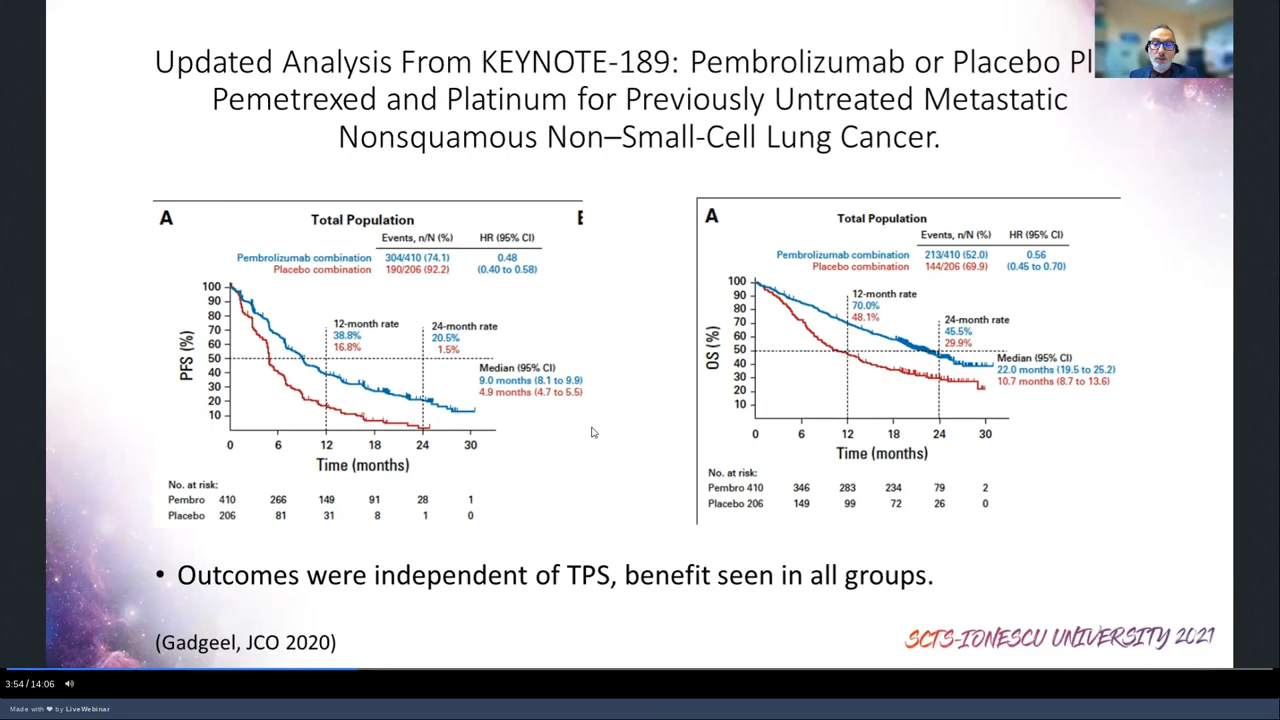 Updated Analysis From KEYNOTE-189: Pembrolizumab or Placebo Pl
Pemetrexed and Platinum for Previously Untreated Metastatic
Nonsquamous Non–Small-Cell Lung Cancer.
A
Total Population
Events, n/N (%) HR (95% CI)
Pembrolizumab combination 304/410 (74.1) 0.48
Placebo combination 190/206 (92.2) (0.40 to 0.58)
100
90
80
70
60
50
40
30
20
10
PFS (%)
12-month rate
38.8%
16.8%
24-month rate
20.5%
1.5%
Median (95% CI)
9.0 months (8.1 to 9.9)
4.9 months (4.7 to 5.5)
0 6 12 18 24 30
Time (months)
No. at risk:
Pembro 410 266 149 91 28 1
Placebo 206 81 31 8 1 0
A
Total Population
Events, n/N (%) HR (95% CI)
Pembrolizumab combination 213/410 (52.0) 0.56
Placebo combination 144/206 (69.9) (0.45 to 0.70)
100
90
80
70
60
50
40
30
20
10
OS (%)
12-month rate
70.0%
48.1%
24-month rate
45.5%
29.9%
Median (95% CI)
22.0 months (19.5 to 25.2)
10.7 months (8.7 to 13.6)
0 6 12 18 24 30
Time (months)
No. at risk:
Pembro 410 346 283 234 79 2
Placebo 206 149 99 72 26 0
• Outcomes were independent of TPS, benefit seen in all groups.
(Gadgeel, JCO 2020)
SCTS-IONESCU UNIVERSITY 2021
3:54 / 14:06
Made with ❤ by LiveWebinar